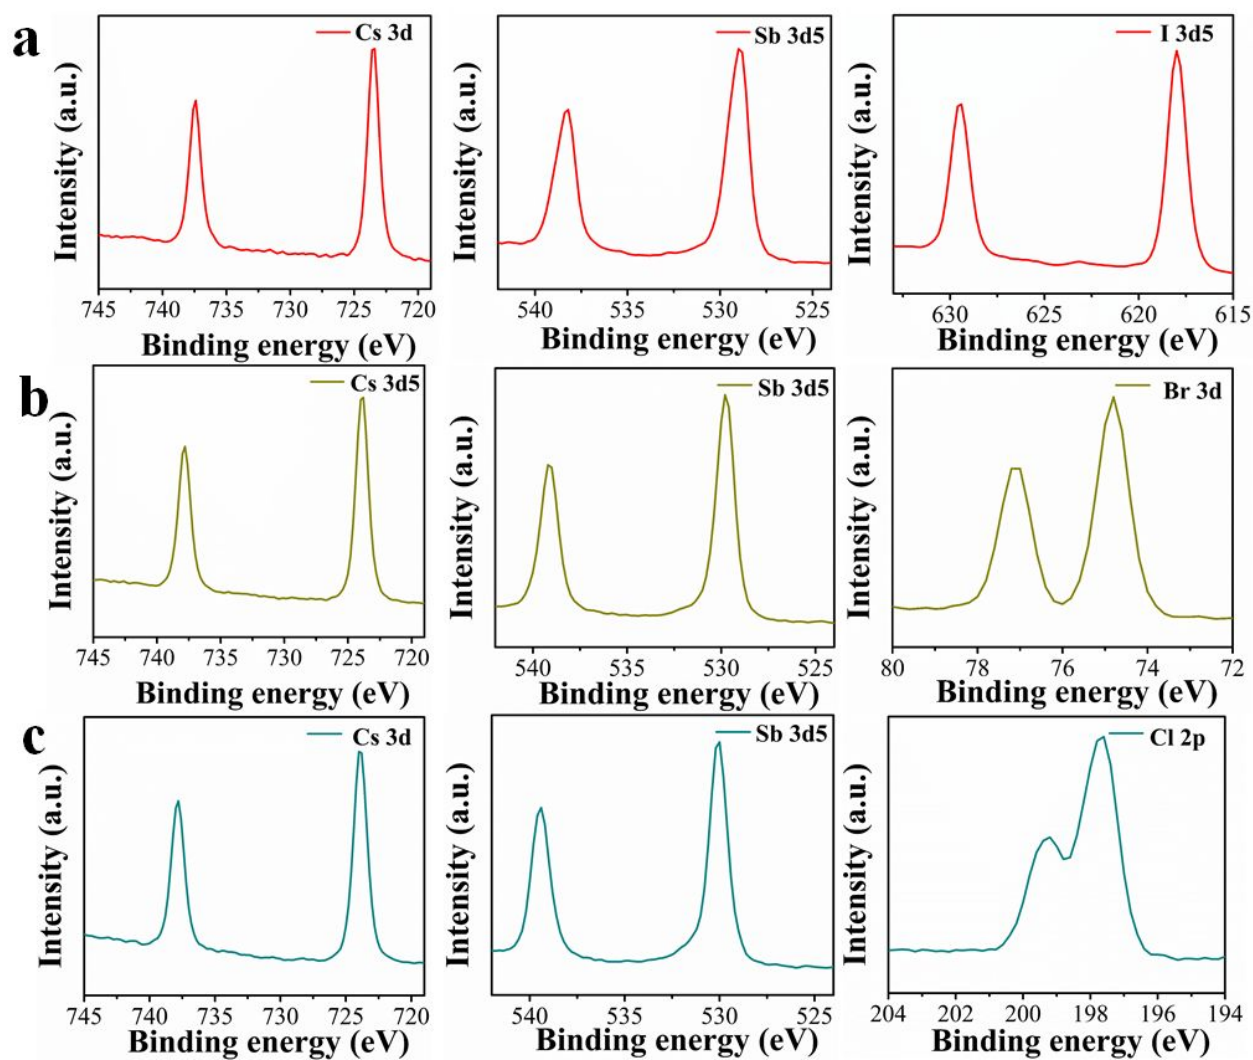 a
Cs 3d
Intensity (a.u.)
745 740 735 730 725 720
Binding energy (eV)
Sb 3d5
Intensity (a.u.)
540 535 530 525
Binding energy (eV)
I 3d5
Intensity (a.u.)
630 625 620 615
Binding energy (eV)
b
Cs 3d5
Intensity (a.u.)
745 740 735 730 725 720
Binding energy (eV)
Sb 3d5
Intensity (a.u.)
540 535 530 525
Binding energy (eV)
Br 3d
Intensity (a.u.)
80 78 76 74 72
Binding energy (eV)
c
Cs 3d
Intensity (a.u.)
745 740 735 730 725 720
Binding energy (eV)
Sb 3d5
Intensity (a.u.)
540 535 530 525
Binding energy (eV)
Cl 2p
Intensity (a.u.)
204 202 200 198 196 194
Binding energy (eV)